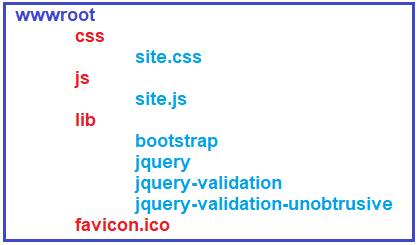 wwwroot
css
site.css
js
site.js
lib
bootstrap
jquery
jquery-validation
jquery-validation-unobtrusive
favicon.ico